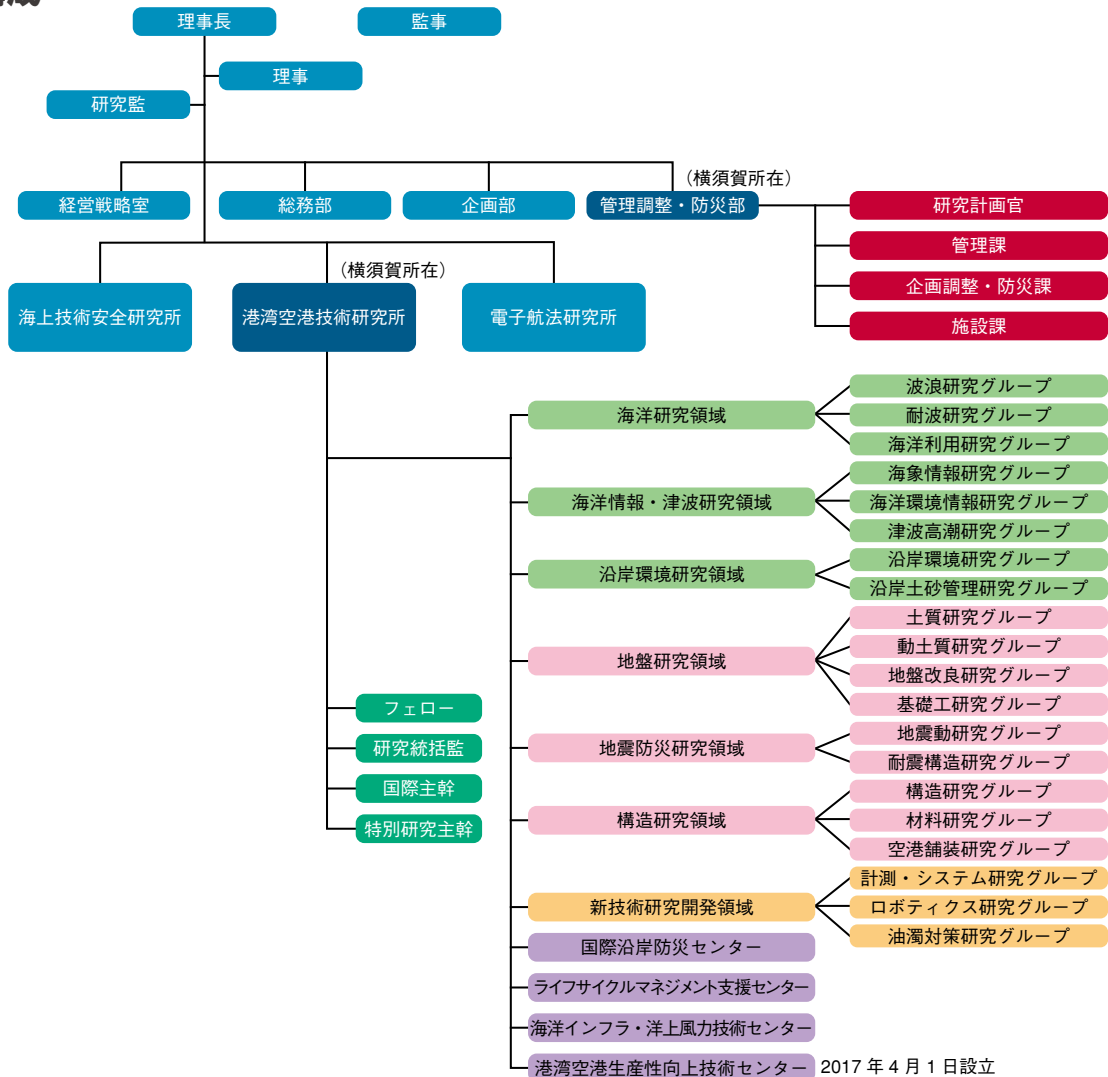 理事長
監事
理事
研究監
(横須賀所在)
経営戦略室
総務部
企画部
管理調整・防災部
研究計画官
管理課
企画調整・防災課
施設課
(横須賀所在)
海上技術安全研究所
港湾空港技術研究所
電子航法研究所
海洋研究領域
波浪研究グループ
耐波研究グループ
海洋利用研究グループ
海洋情報・津波研究領域
海象情報研究グループ
海洋環境情報研究グループ
津波高潮研究グループ
沿岸環境研究領域
沿岸環境研究グループ
沿岸土砂管理研究グループ
地盤研究領域
土質研究グループ
動土質研究グループ
地盤改良研究グループ
基礎工研究グループ
フェロー
研究統括監
国際主幹
特別研究主幹
地震防災研究領域
地震動研究グループ
耐震構造研究グループ
構造研究領域
構造研究グループ
材料研究グループ
空港舗装研究グループ
新技術研究開発領域
計測・システム研究グループ
ロボティクス研究グループ
油濁対策研究グループ
国際沿岸防災センター
ライフサイクルマネジメント支援センター
海洋インフラ・洋上風力技術センター
港湾空港生産性向上技術センター 2017 年 4 月 1 日設立